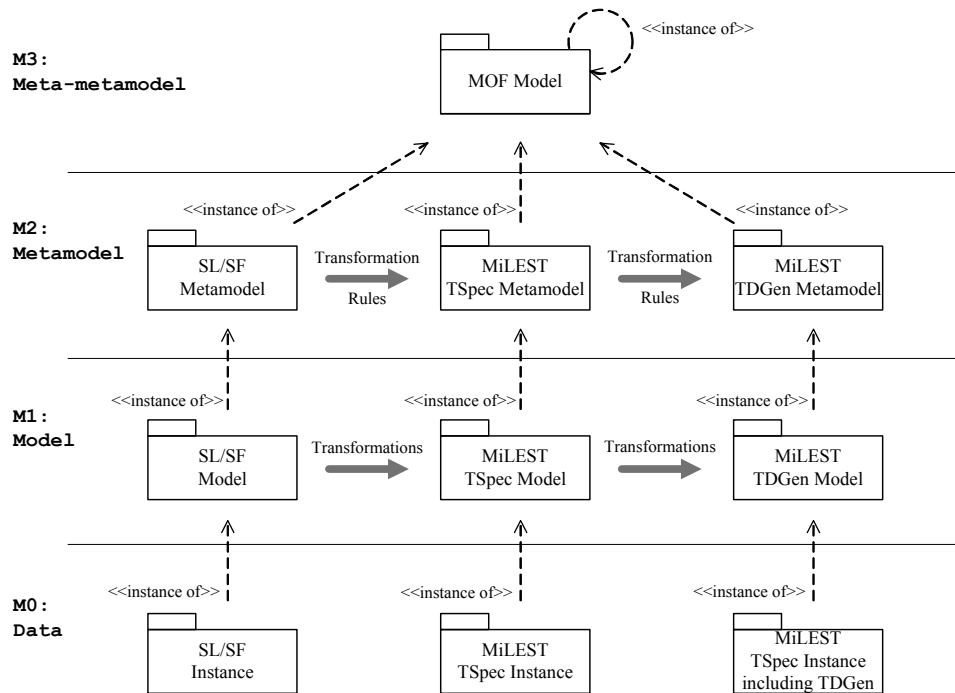 <<instance of>>
M3:
Meta-metamodel
MOF Model
<<instance of>>
<<instance of>>
<<instance of>>
M2:
Metamodel
SL/SF
Metamodel
Transformation
Rules
MiLEST
TSpec Metamodel
Transformation
Rules
MiLEST
TDGen Metamodel
<<instance of>>
<<instance of>>
<<instance of>>
M1:
Model
SL/SF
Model
Transformations
MiLEST
TSpec Model
Transformations
MiLEST
TDGen Model
<<instance of>>
<<instance of>>
<<instance of>>
M0:
Data
SL/SF
Instance
MiLEST
TSpec Instance
MiLEST
TSpec Instance
including TDGen